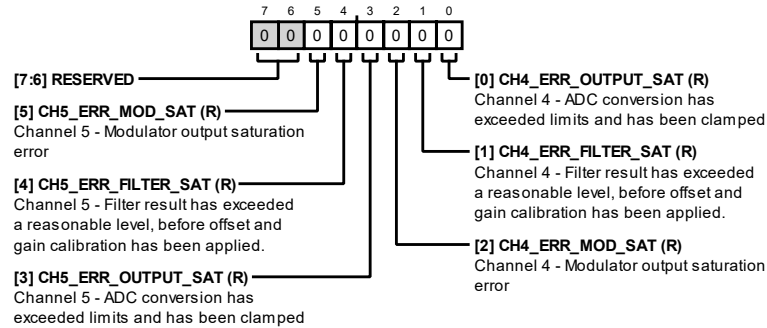 7 6 5 4 3 2 1 0
0 0 0 0 0 0 0 0
[7:6] RESERVED
[5] CH5_ERR_MOD_SAT (R)
Channel 5 - Modulator output saturation
error
[4] CH5_ERR_FILTER_SAT (R)
Channel 5 - Filter result has exceeded
a reasonable level, before offset and
gain calibration has been applied.
[3] CH5_ERR_OUTPUT_SAT (R)
Channel 5 - ADC conversion has
exceeded limits and has been clamped
[0] CH4_ERR_OUTPUT_SAT (R)
Channel 4 - ADC conversion has
exceeded limits and has been clamped
[1] CH4_ERR_FILTER_SAT (R)
Channel 4 - Filter result has exceeded
a reasonable level, before offset and
gain calibration has been applied.
[2] CH4_ERR_MOD_SAT (R)
Channel 4 - Modulator output saturation
error